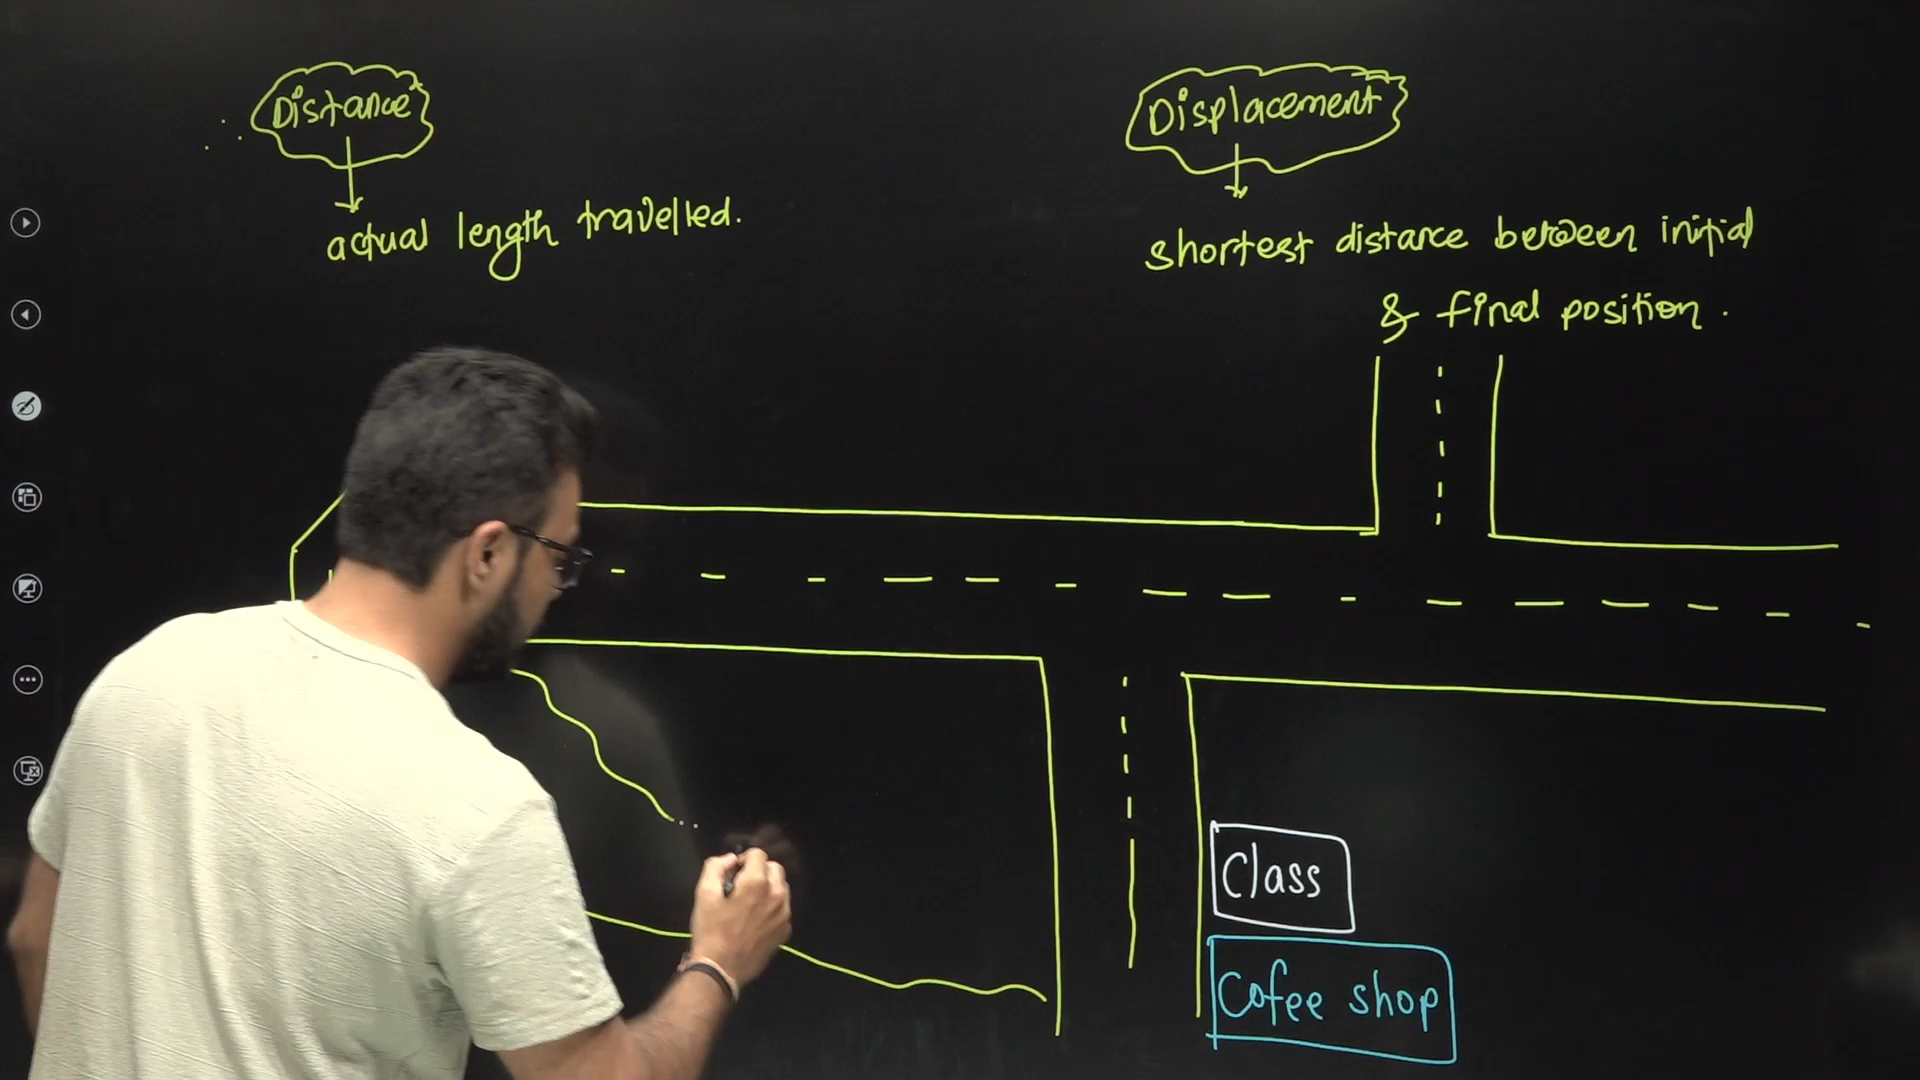 Distance
Displacement
actual length travelled.
shortest distance between initial
& final position.
Class
Cofee shop